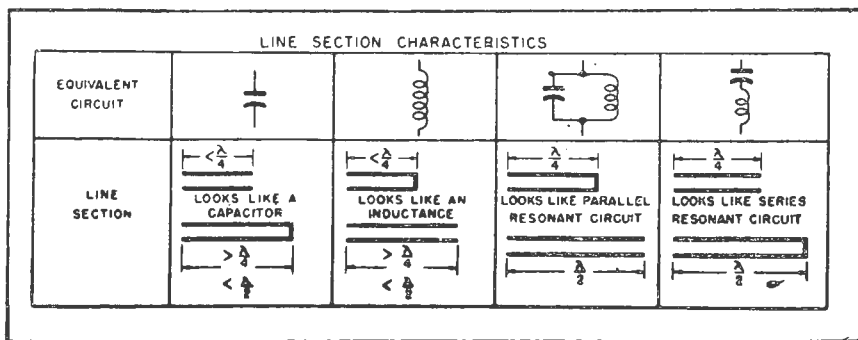 LINE SECTION CHARACTERISTICS
EQUIVALENT
CIRCUIT
LINE
SECTION
< λ/4
LOOKS LIKE A
CAPACITOR
> λ/4
< λ/2
< λ/4
LOOKS LIKE AN
INDUCTANCE
> λ/4
< λ/2
λ/4
LOOKS LIKE PARALLEL
RESONANT CIRCUIT
λ/2
λ/4
LOOKS LIKE SERIES
RESONANT CIRCUIT
λ/2